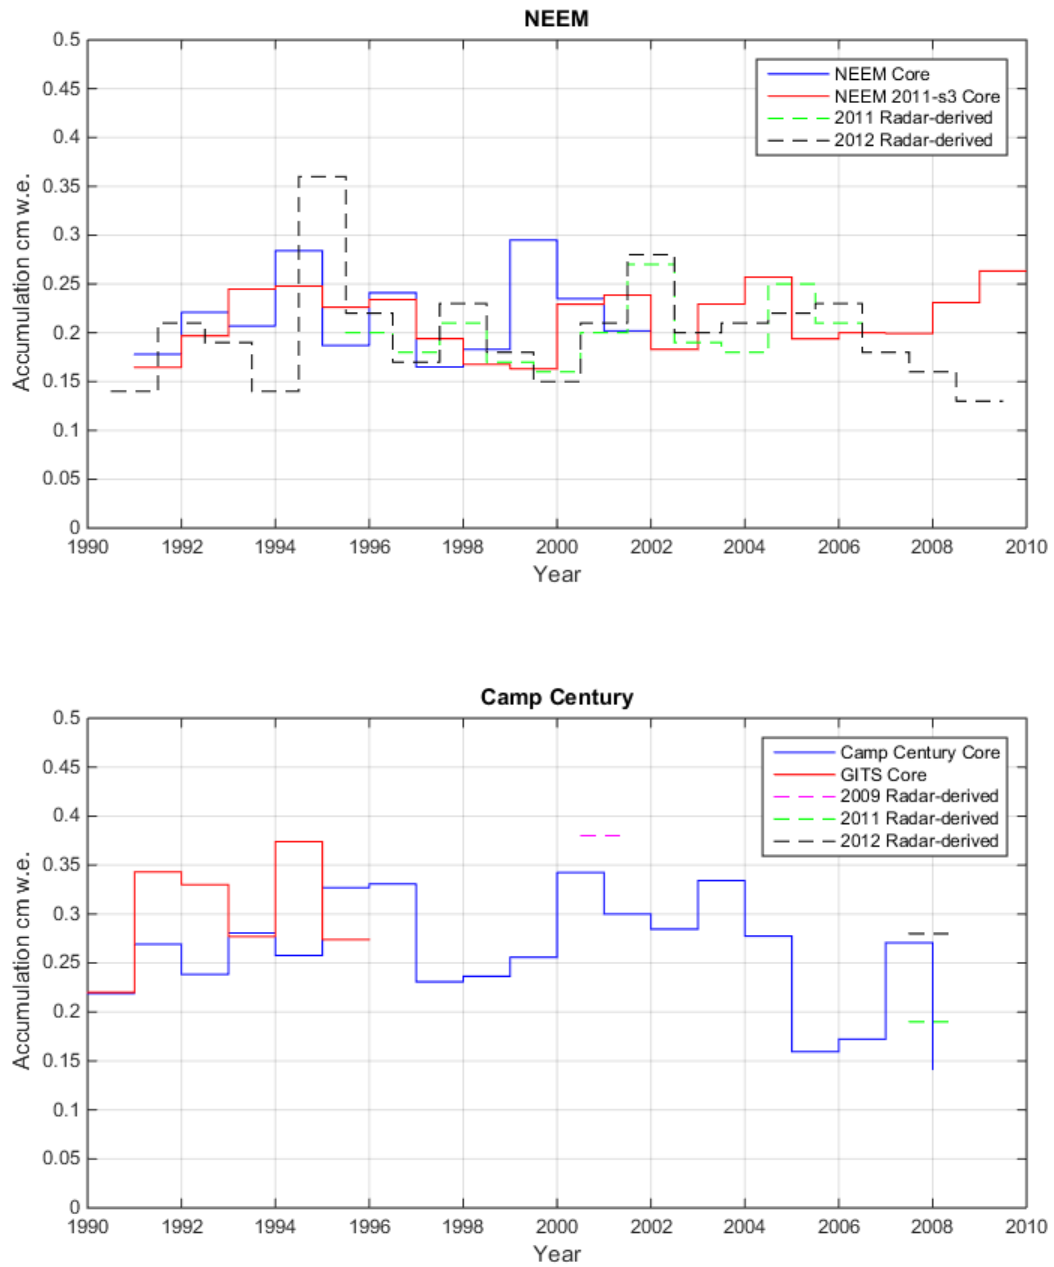 NEEM
0.5
0.45
0.4
0.35
0.3
0.25
0.2
0.15
0.1
0.05
0
Accumulation cm w.e.
NEEM Core
NEEM 2011-s3 Core
2011 Radar-derived
2012 Radar-derived
1990 1992 1994 1996 1998 2000 2002 2004 2006 2008 2010
Year
Camp Century
0.5
0.45
0.4
0.35
0.3
0.25
0.2
0.15
0.1
0.05
0
Accumulation cm w.e.
Camp Century Core
GITS Core
2009 Radar-derived
2011 Radar-derived
2012 Radar-derived
1990 1992 1994 1996 1998 2000 2002 2004 2006 2008 2010
Year